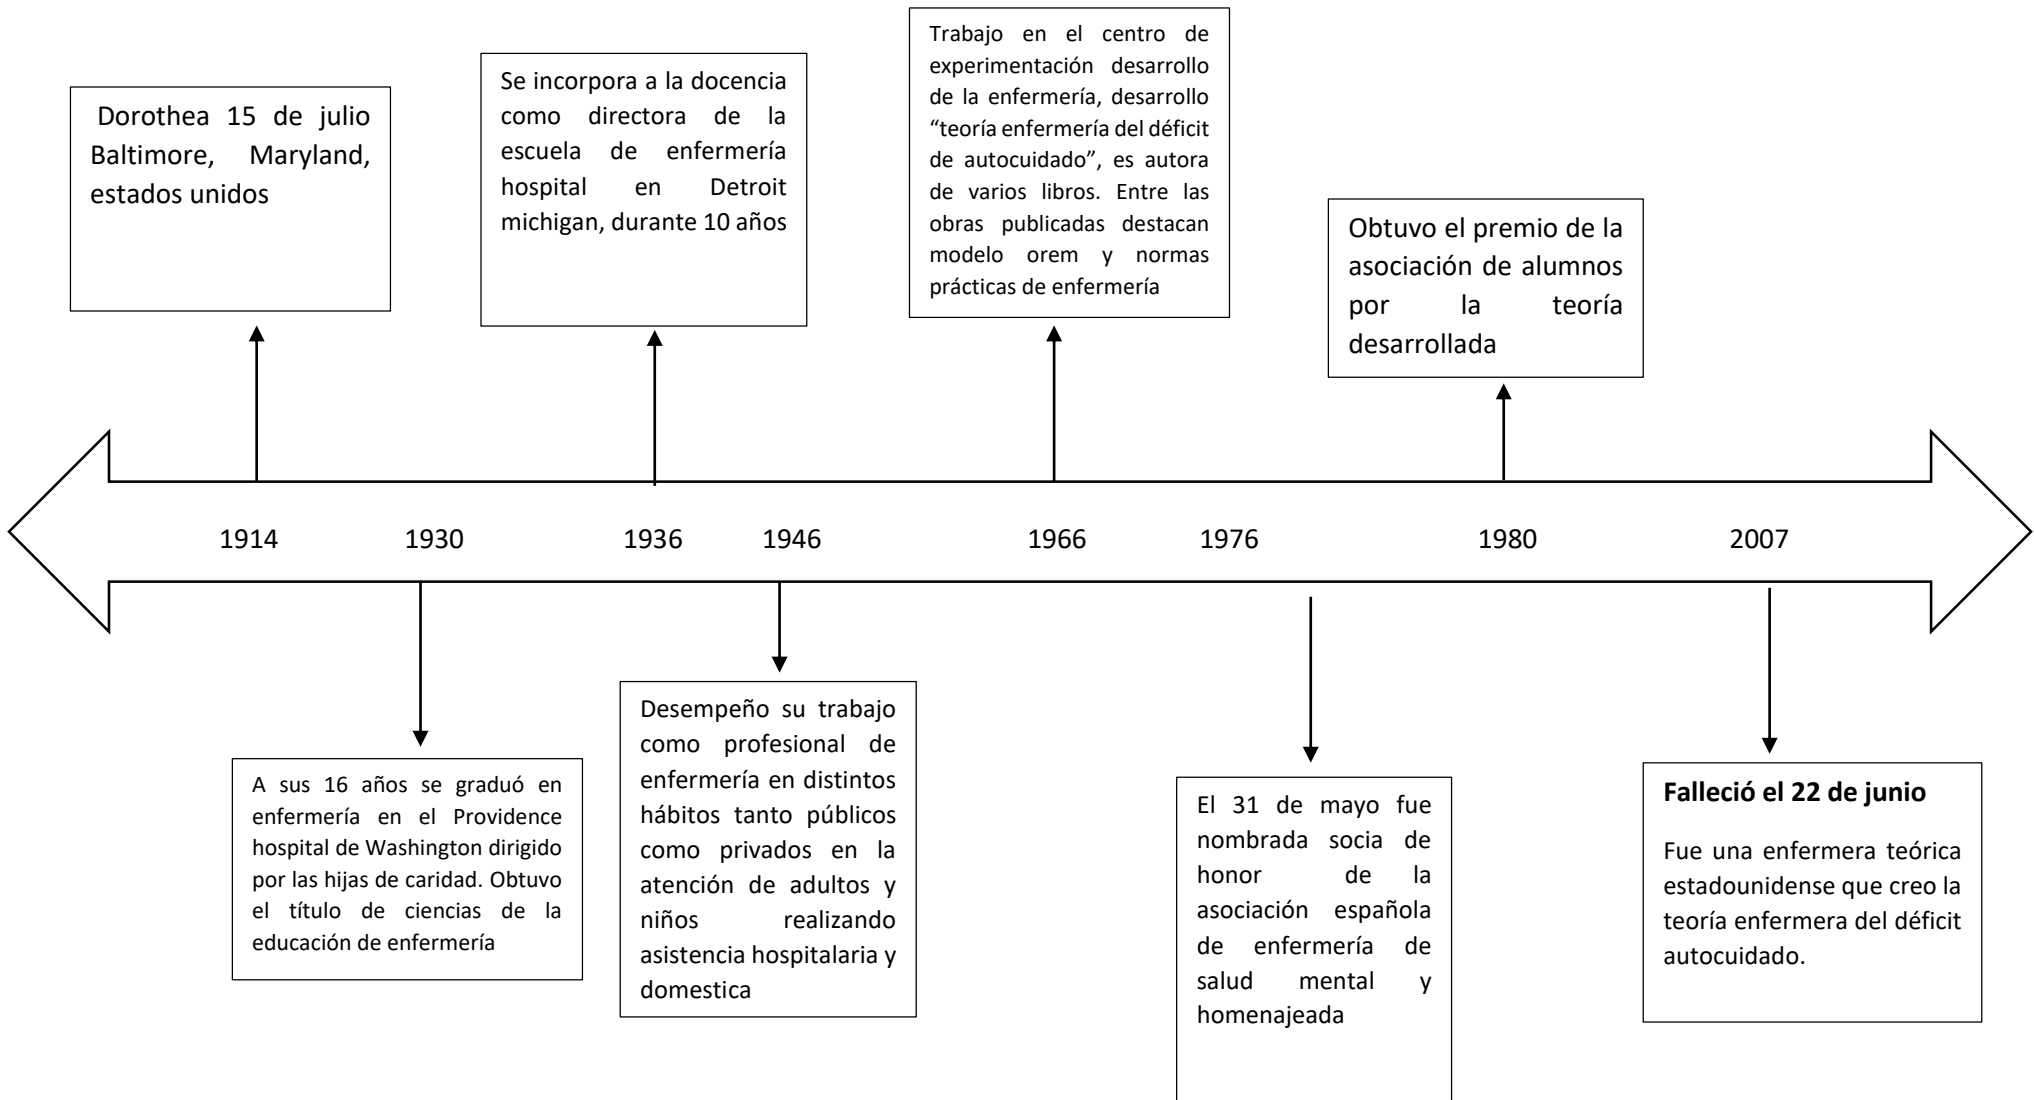 Dorothea 15 de julio
Baltimore, Maryland,
estados unidos
Se incorpora a la docencia
como directora de la
escuela de enfermería
hospital en Detroit
michigan, durante 10 años
Trabajo en el centro de
experimentación desarrollo
de la enfermería, desarrollo
“teoría enfermería del déficit
de autocuidado”, es autora
de varios libros. Entre las
obras publicadas destacan
modelo orem y normas
prácticas de enfermería
Obtuvo el premio de la
asociación de alumnos
por la teoría
desarrollada
1914 1930 1936 1946 1966 1976 1980 2007
A sus 16 años se graduó en
enfermería en el Providence
hospital de Washington dirigido
por las hijas de caridad. Obtuvo
el título de ciencias de la
educación de enfermería
Desempeño su trabajo
como profesional de
enfermería en distintos
hábitos tanto públicos
como privados en la
atención de adultos y
niños realizando
asistencia hospitalaria y
domestica
El 31 de mayo fue
nombrada socia de
honor de la
asociación española
de enfermería de
salud mental y
homenajeada
Falleció el 22 de junio
Fue una enfermera teórica
estadounidense que creo la
teoría enfermera del déficit
autocuidado.